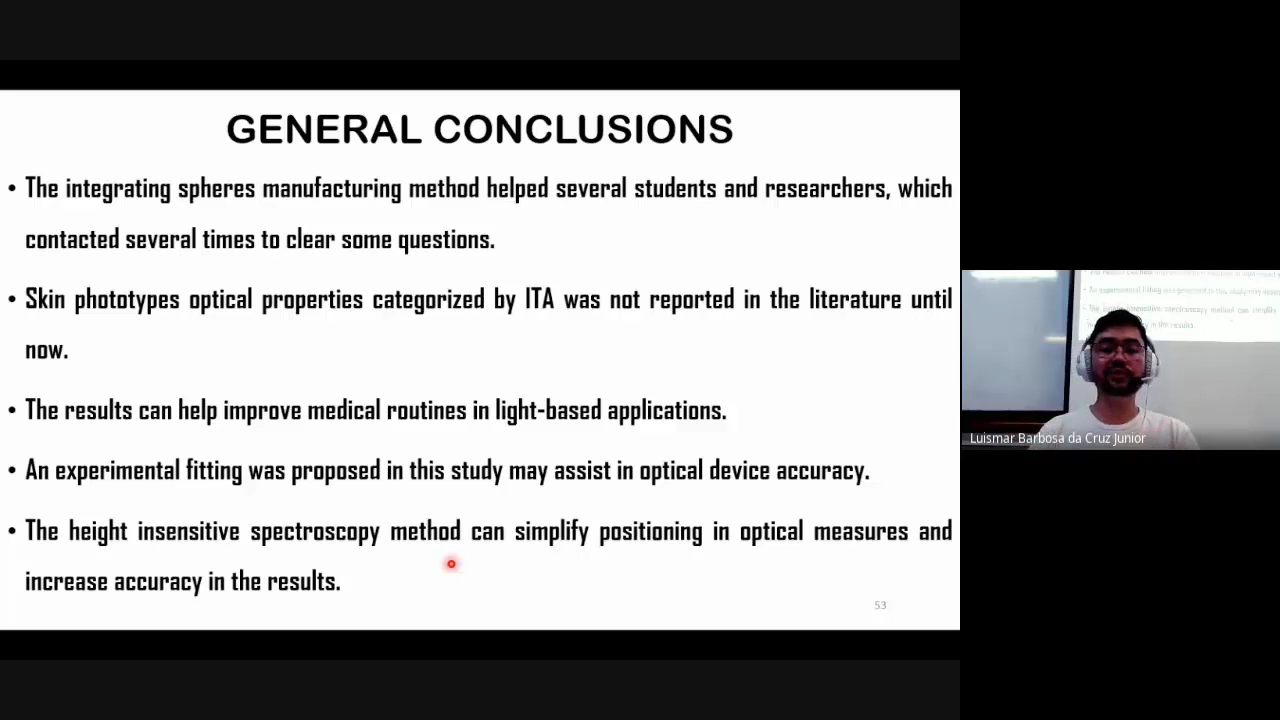 GENERAL CONCLUSIONS
• The integrating spheres manufacturing method helped several students and researchers, which
contacted several times to clear some questions.
• Skin phototypes optical properties categorized by ITA was not reported in the literature until
now.
• The results can help improve medical routines in light-based applications.
• An experimental fitting was proposed in this study may assist in optical device accuracy.
• The height insensitive spectroscopy method can simplify positioning in optical measures and
increase accuracy in the results.
53
Luismar Barbosa da Cruz Junior